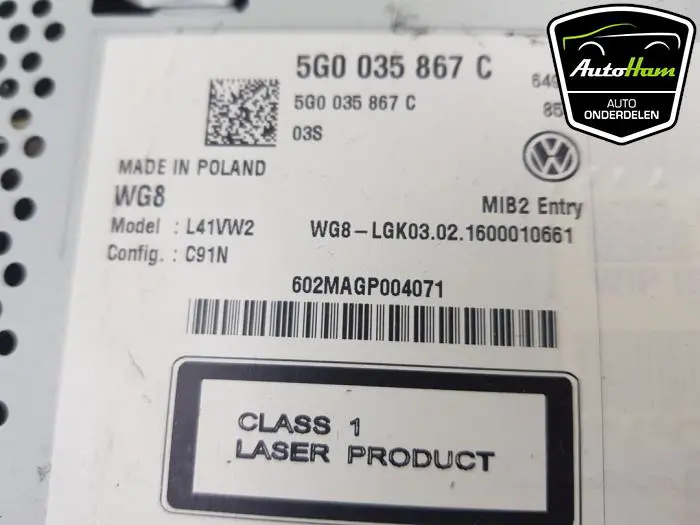 AutoHam
AUTO
ONDERDELEN
5G0 035 867 C
5G0 035 867 C
03S
MADE IN POLAND
WG8
MIB2 Entry
Model : L41VW2
WG8-LGK03.02.1600010661
Config. : C91N
602MAGP004071
CLASS 1
LASER PRODUCT